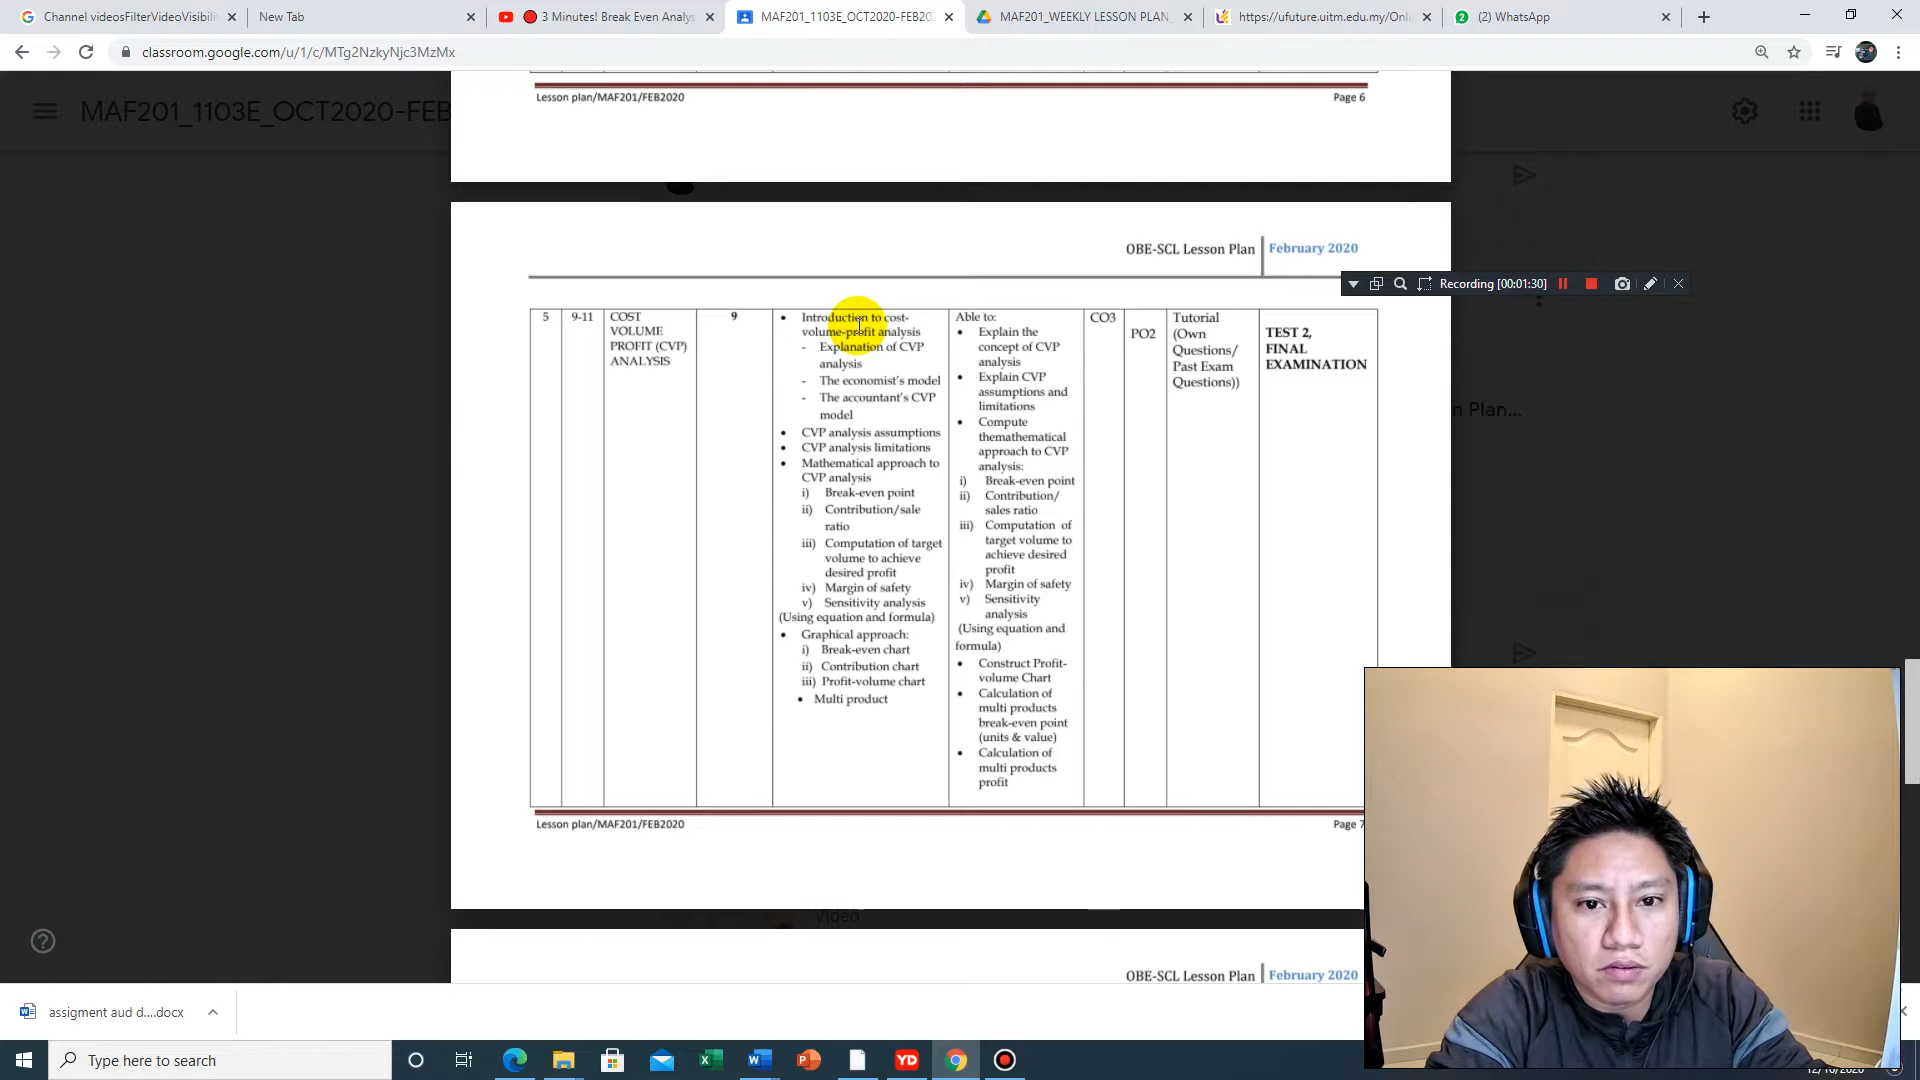 Channel videosFilterVideoVisibili
New Tab
3 Minutes! Break Even Analys
MAF201_1103E_OCT2020-FEB20
MAF201_WEEKLY LESSON PLAN_
https://ufuture.uitm.edu.my/Onli
(2) WhatsApp
classroom.google.com/u/1/c/MTg2NzkyNjc3MzMx
MAF201_1103E_OCT2020-FEB
Lesson plan/MAF201/FEB2020
Page 6
OBE-SCL Lesson Plan
February 2020
Recording [00:01:30]
5
9-11
COST
VOLUME
PROFIT (CVP)
ANALYSIS
9
• Introduction to cost-
volume-profit analysis
- Explanation of CVP
analysis
- The economist's model
- The accountant's CVP
model
• CVP analysis assumptions
• CVP analysis limitations
• Mathematical approach to
CVP analysis
i) Break-even point
ii) Contribution/sale
ratio
iii) Computation of target
volume to achieve
desired profit
iv) Margin of safety
v) Sensitivity analysis
(Using equation and formula)
• Graphical approach:
i) Break-even chart
ii) Contribution chart
iii) Profit-volume chart
• Multi product
Able to:
• Explain the
concept of CVP
analysis
• Explain CVP
assumptions and
limitations
• Compute
themathematical
approach to CVP
analysis:
i) Break-even point
ii) Contribution/
sales ratio
iii) Computation of
target volume to
achieve desired
profit
iv) Margin of safety
v) Sensitivity
analysis
(Using equation and
formula)
• Construct Profit-
volume Chart
• Calculation of
multi products
break-even point
(units & value)
• Calculation of
multi products
profit
CO3
PO2
Tutorial
(Own
Questions/
Past Exam
Questions))
TEST 2,
FINAL
EXAMINATION
n Plan...
Lesson plan/MAF201/FEB2020
Page 7
Video
OBE-SCL Lesson Plan
February 2020
assigment aud d....docx
Type here to search